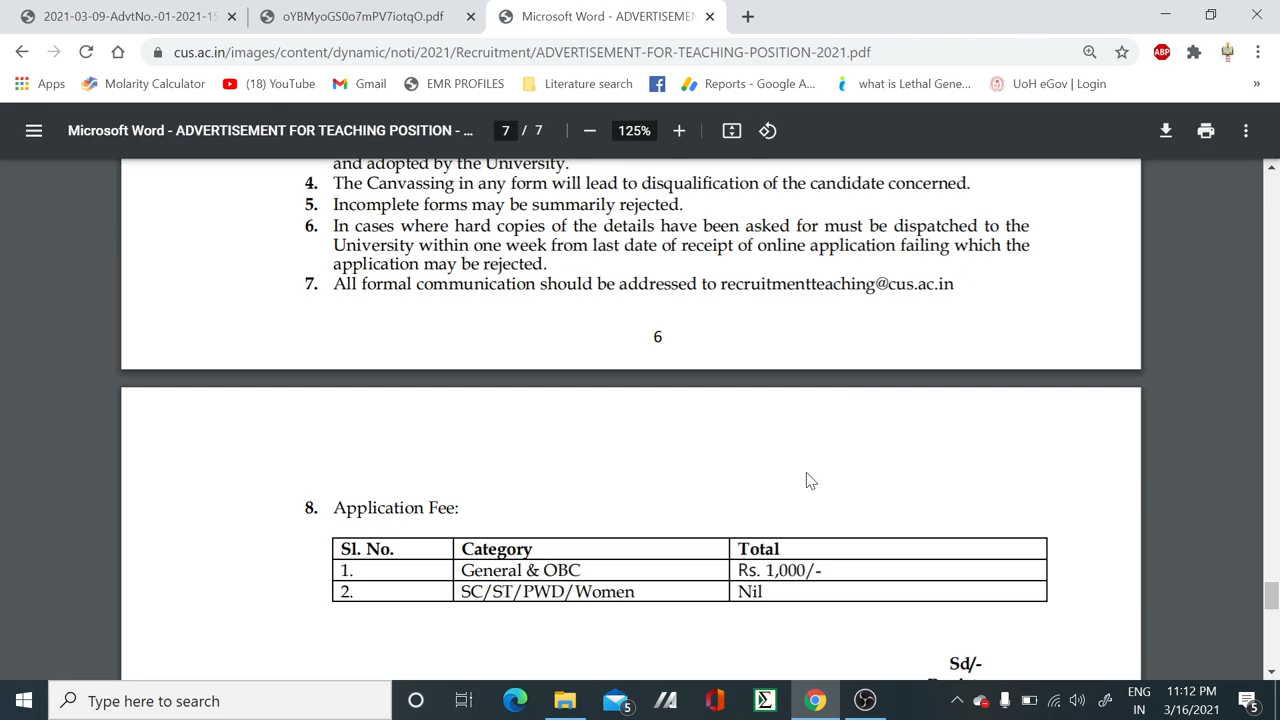 2021-03-09-AdvtNo.-01-2021-15
oYBMyoGS0o7mPV7iotqO.pdf
Microsoft Word - ADVERTISEMEN
cus.ac.in/images/content/dynamic/noti/2021/Recruitment/ADVERTISEMENT-FOR-TEACHING-POSITION-2021.pdf
ABP
Apps
Molarity Calculator
(18) YouTube
Gmail
EMR PROFILES
Literature search
Reports - Google A...
what is Lethal Gene...
UoH eGov | Login
»
Microsoft Word - ADVERTISEMENT FOR TEACHING POSITION - ...
7 / 7
125%
and adopted by the University.
4. The Canvassing in any form will lead to disqualification of the candidate concerned.
5. Incomplete forms may be summarily rejected.
6. In cases where hard copies of the details have been asked for must be dispatched to the
University within one week from last date of receipt of online application failing which the
application may be rejected.
7. All formal communication should be addressed to recruitmentteaching@cus.ac.in
6
8. Application Fee:
Sl. No. Category Total
1. General & OBC Rs. 1,000/-
2. SC/ST/PWD/Women Nil
Sd/-
Type here to search
5
ENG
IN
11:12 PM
3/16/2021
5